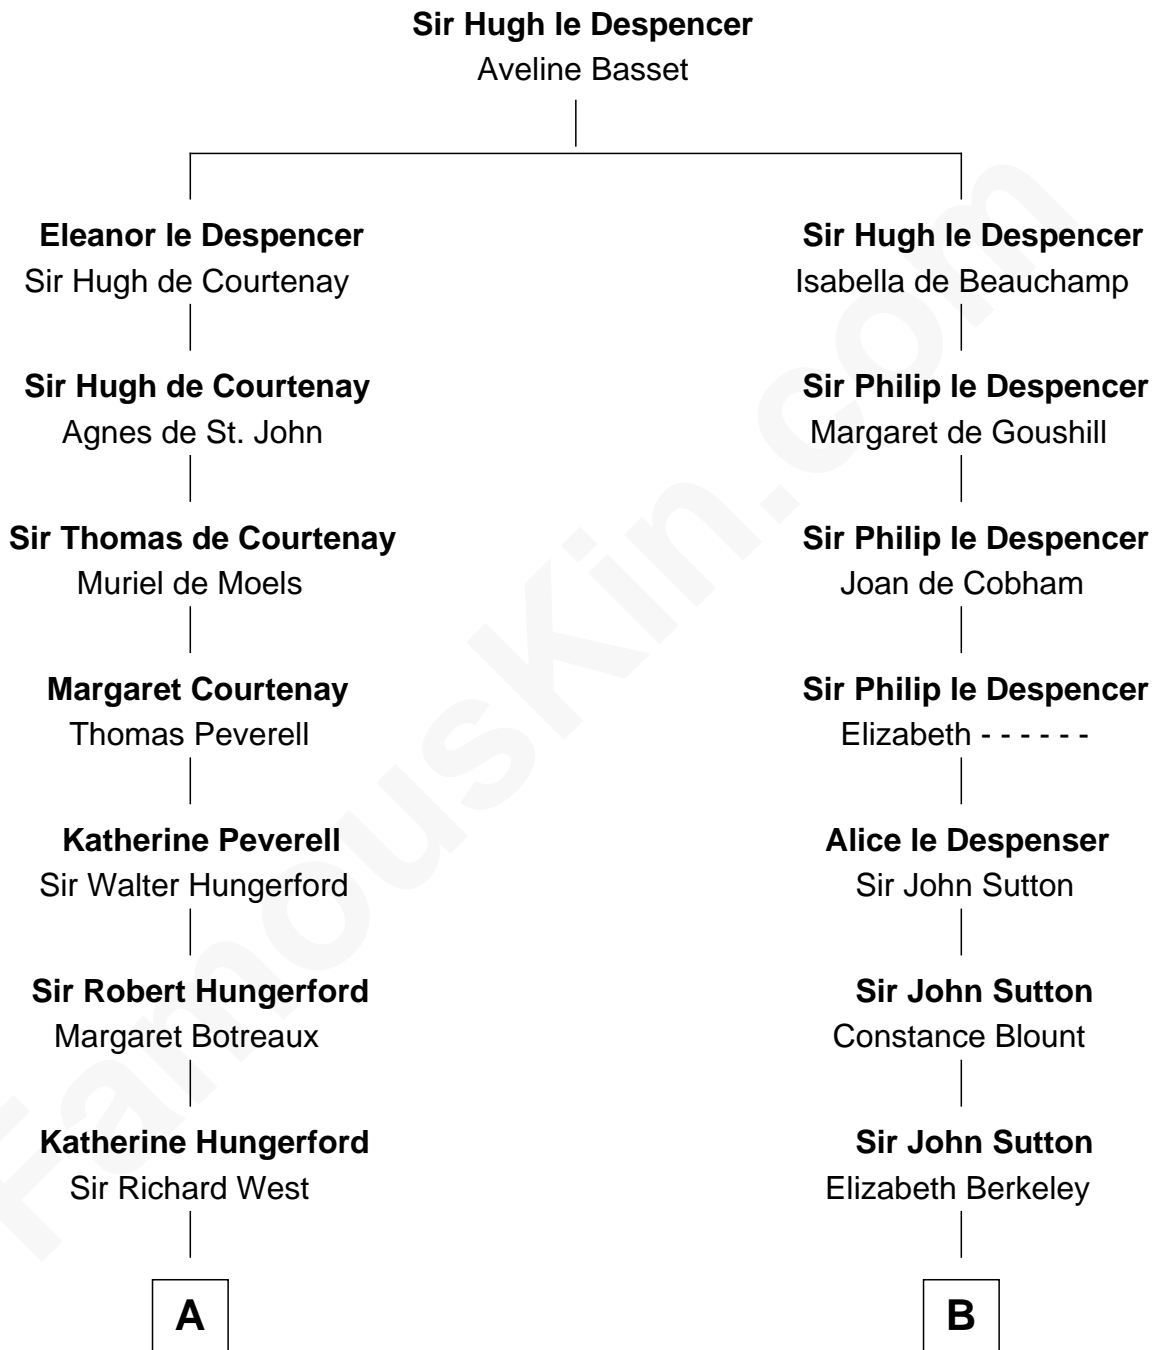 Sir Hugh le Despencer
Aveline Basset
Eleanor le Despencer
Sir Hugh de Courtenay
Sir Hugh le Despencer
Isabella de Beauchamp
Sir Hugh de Courtenay
Agnes de St. John
Sir Philip le Despencer
Margaret de Goushill
Sir Thomas de Courtenay
Muriel de Moels
Sir Philip le Despencer
Joan de Cobham
Margaret Courtenay
Thomas Peverell
Sir Philip le Despencer
Elizabeth - - - - - -
Katherine Peverell
Sir Walter Hungerford
Alice le Despenser
Sir John Sutton
Sir Robert Hungerford
Margaret Botreaux
Sir John Sutton
Constance Blount
Katherine Hungerford
Sir Richard West
Sir John Sutton
Elizabeth Berkeley
A
B
FamousKin.com